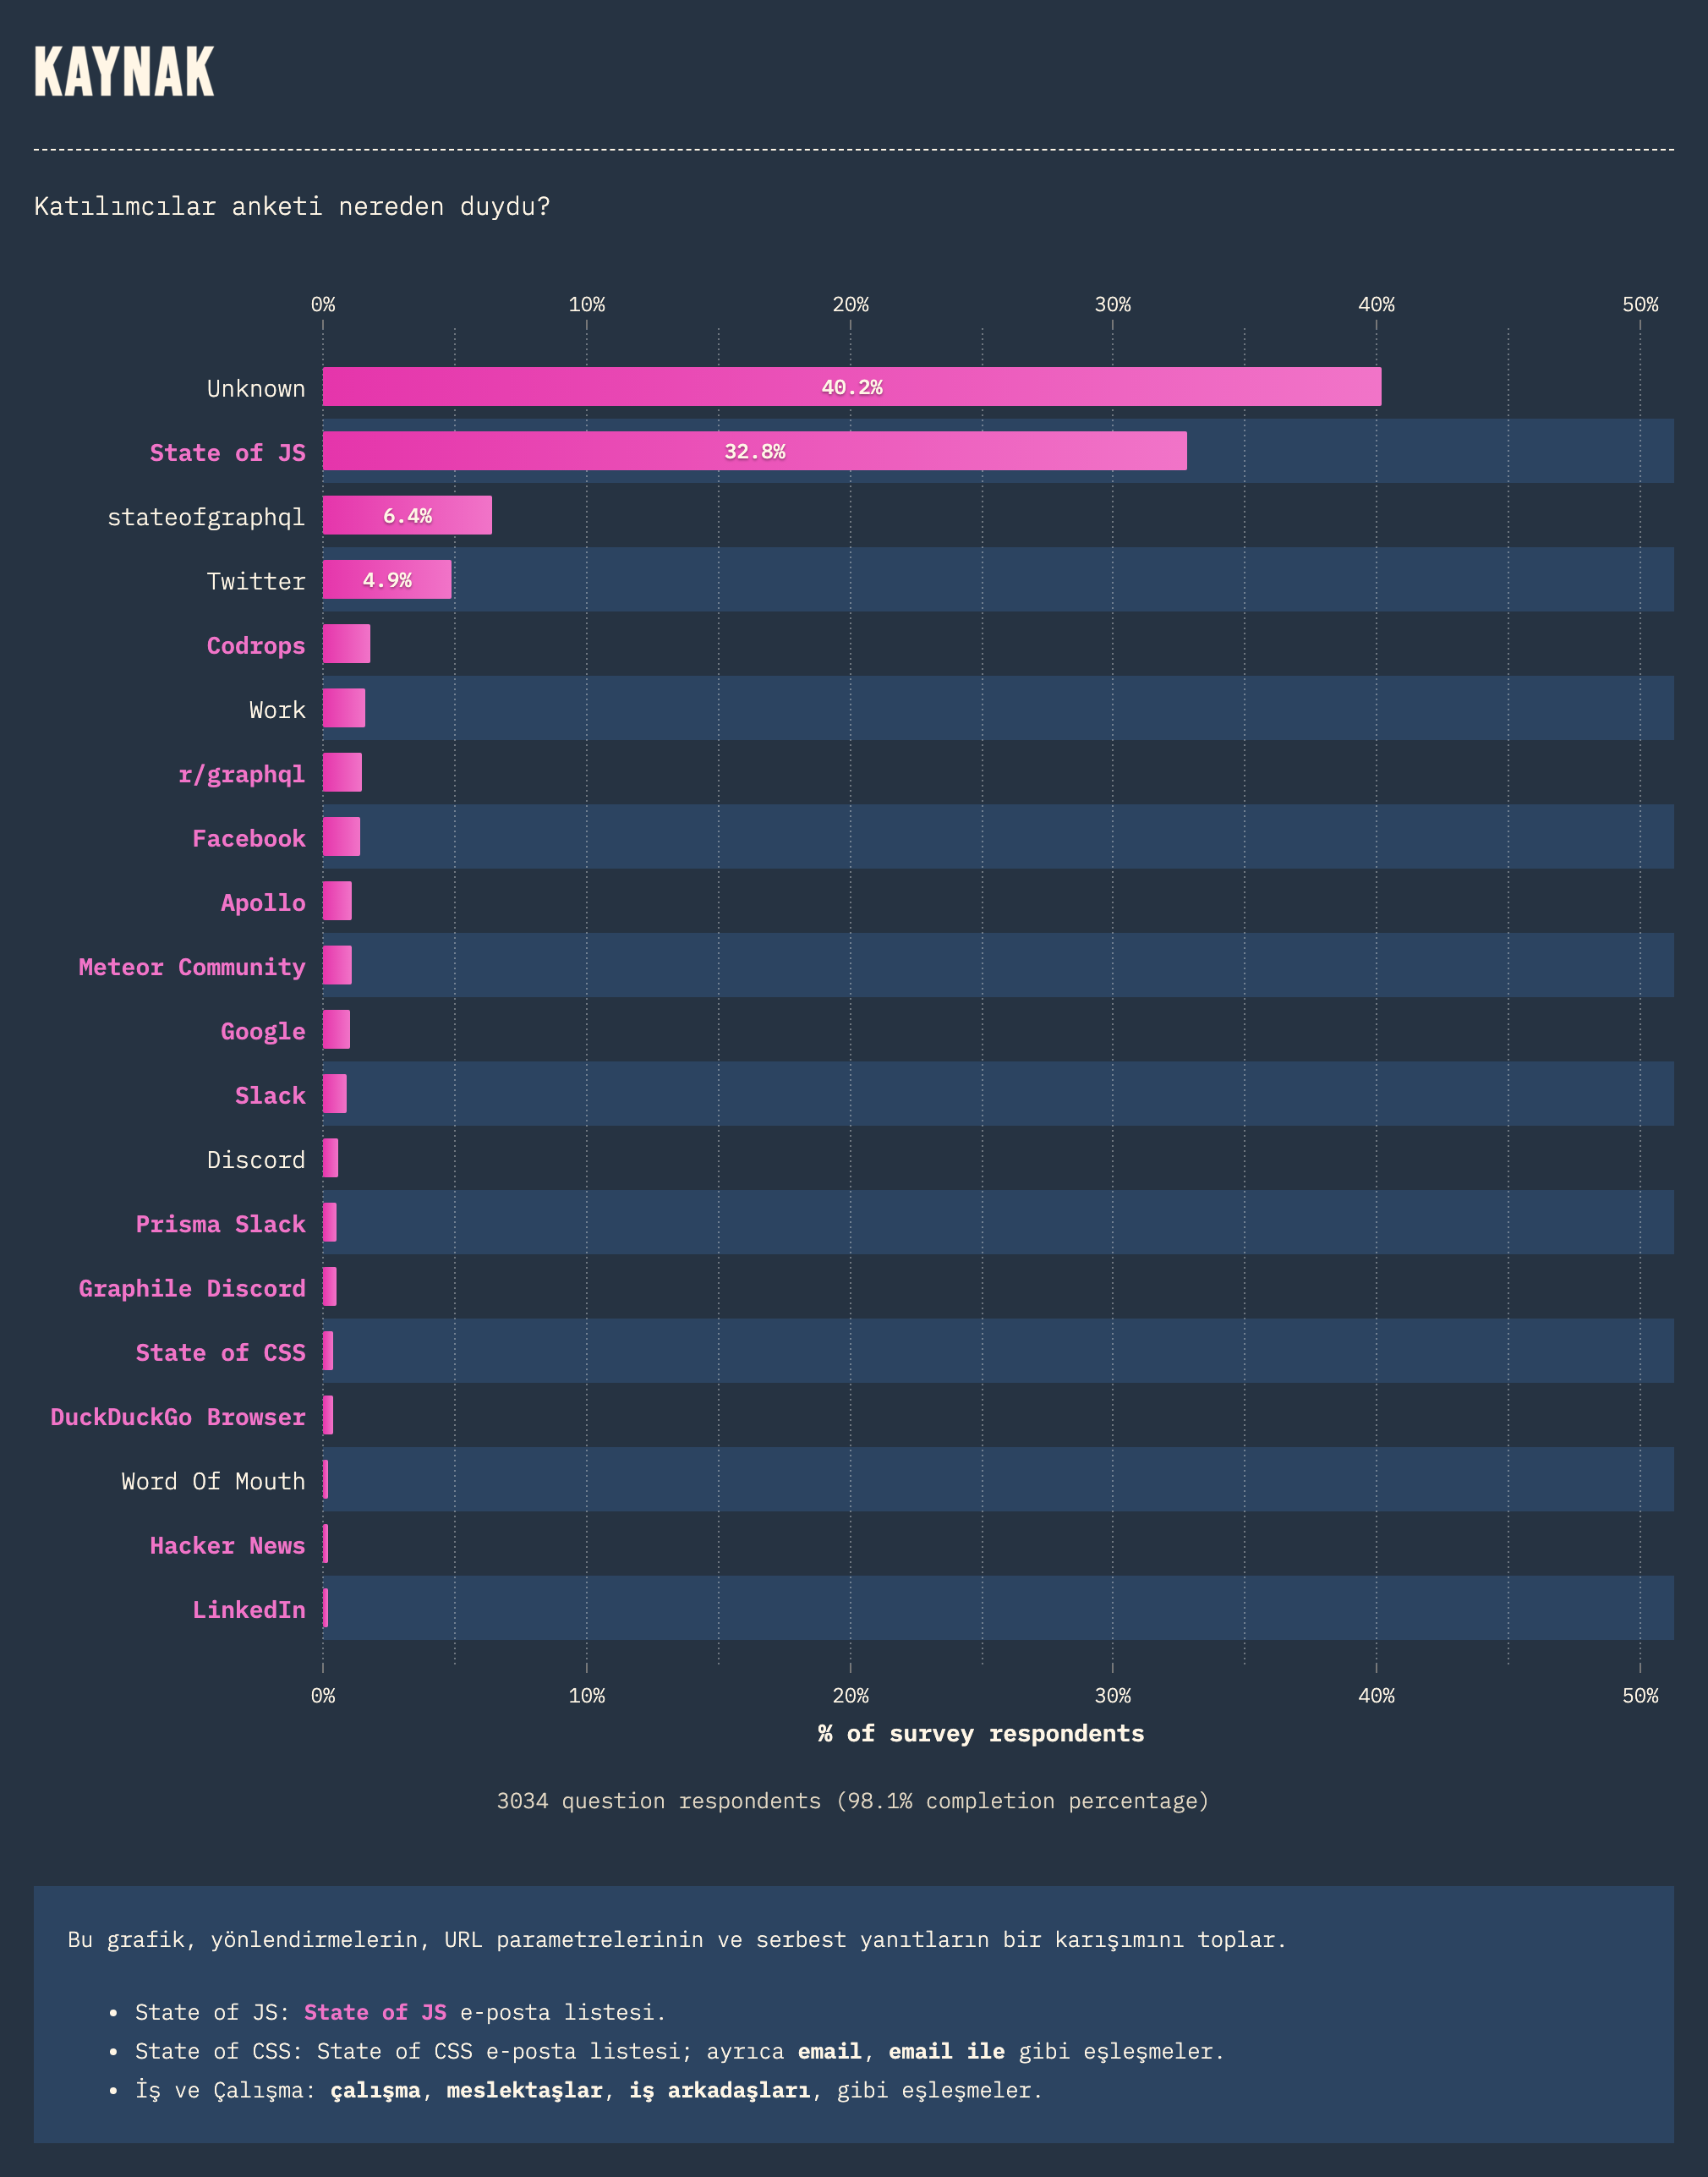 KAYNAK
Katılımcılar anketi nereden duydu?
0% 10% 20% 30% 40% 50%
Unknown 40.2%
State of JS 32.8%
stateofgraphql 6.4%
Twitter 4.9%
Codrops
Work
r/graphql
Facebook
Apollo
Meteor Community
Google
Slack
Discord
Prisma Slack
Graphile Discord
State of CSS
DuckDuckGo Browser
Word Of Mouth
Hacker News
LinkedIn
0% 10% 20% 30% 40% 50%
% of survey respondents
3034 question respondents (98.1% completion percentage)
Bu grafik, yönlendirmelerin, URL parametrelerinin ve serbest yanıtların bir karışımını toplar.
• State of JS: State of JS e-posta listesi.
• State of CSS: State of CSS e-posta listesi; ayrıca email, email ile gibi eşleşmeler.
• İş ve Çalışma: çalışma, meslektaşlar, iş arkadaşları, gibi eşleşmeler.